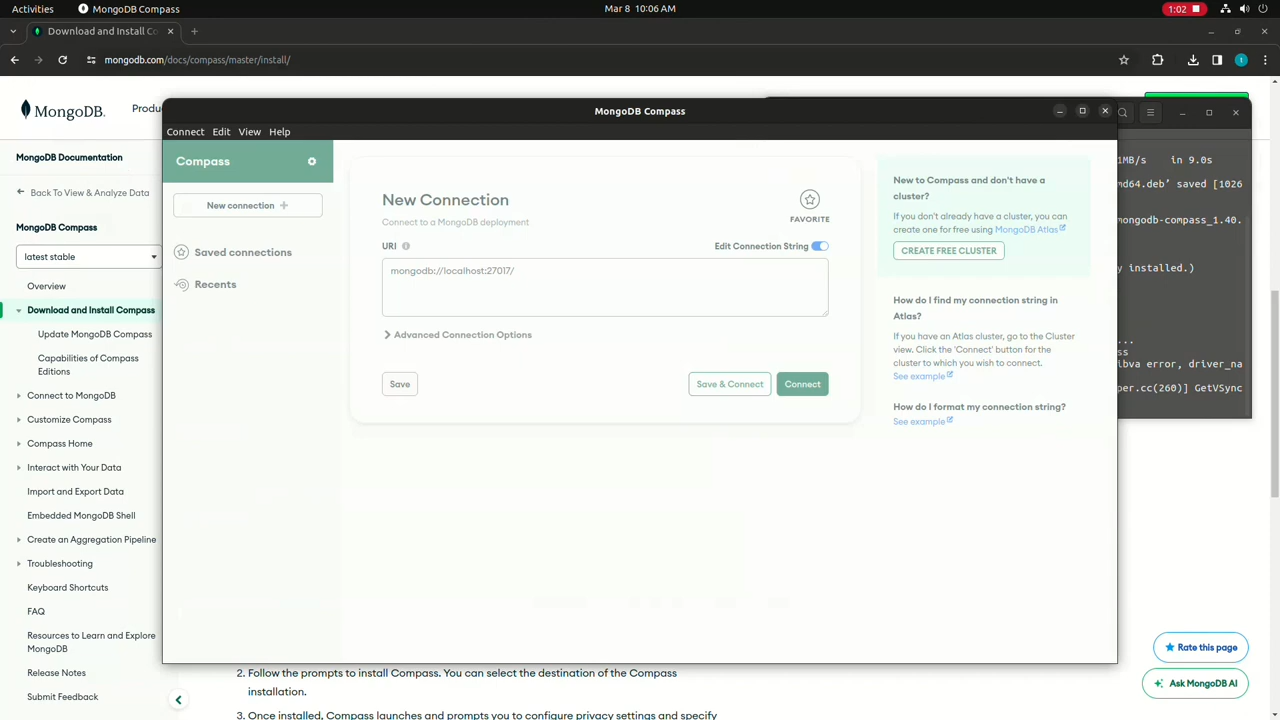 Activities
MongoDB Compass
Mar 8 10:06 AM
1:02
Download and Install Co
mongodb.com/docs/compass/master/install/
t
MongoDB.
Produ
MongoDB Documentation
Back To View & Analyze Data
MongoDB Compass
latest stable
Overview
Download and Install Compass
Update MongoDB Compass
Capabilities of Compass
Editions
Connect to MongoDB
Customize Compass
Compass Home
Interact with Your Data
Import and Export Data
Embedded MongoDB Shell
Create an Aggregation Pipeline
Troubleshooting
Keyboard Shortcuts
FAQ
Resources to Learn and Explore
MongoDB
Release Notes
Submit Feedback
MongoDB Compass
Connect Edit View Help
Compass
New connection +
Saved connections
Recents
New Connection
Connect to a MongoDB deployment
FAVORITE
URI
Edit Connection String
mongodb://localhost:27017/
Advanced Connection Options
Save
Save & Connect
Connect
New to Compass and don't have a
cluster?
If you don't already have a cluster, you can
create one for free using MongoDB Atlas
CREATE FREE CLUSTER
How do I find my connection string in
Atlas?
If you have an Atlas cluster, go to the Cluster
view. Click the 'Connect' button for the
cluster to which you wish to connect.
See example
How do I format my connection string?
See example
1MB/s in 9.0s
md64.deb’ saved [1026
mongodb-compass_1.40.
y installed.)
...
ss
ibva error, driver_na
per.cc(260)] GetVSync
2. Follow the prompts to install Compass. You can select the destination of the Compass
installation.
3. Once installed, Compass launches and prompts you to configure privacy settings and specify
Rate this page
Ask MongoDB AI